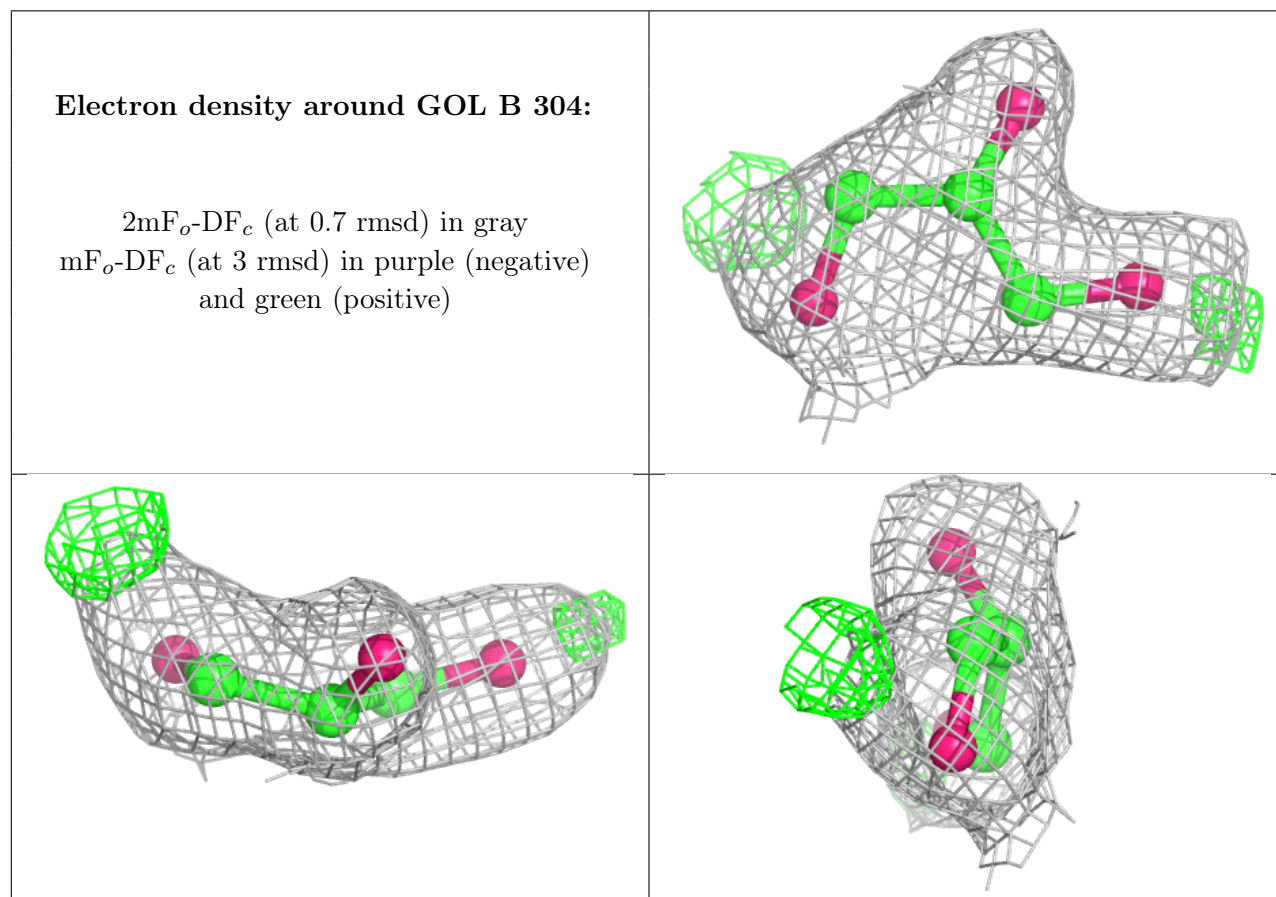 Electron density around GOL B 304:
2mFo-DFc (at 0.7 rmsd) in gray
mFo-DFc (at 3 rmsd) in purple (negative)
and green (positive)